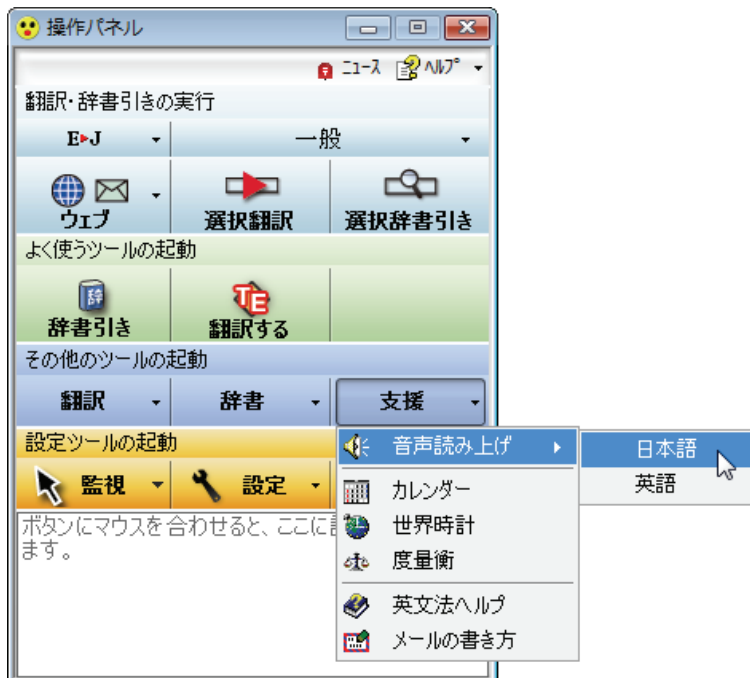 操作パネル
ニュース ヘルプ
翻訳・辞書引きの実行
E▶J 一般
ウェブ 選択翻訳 選択辞書引き
よく使うツールの起動
辞
TE
辞書引き 翻訳する
その他のツールの起動
翻訳 辞書 支援
設定ツールの起動
監視 設定
音声読み上げ
日本語
英語
カレンダー
世界時計
度量衡
英文法ヘルプ
メールの書き方
ボタンにマウスを合わせると、ここに
ます。